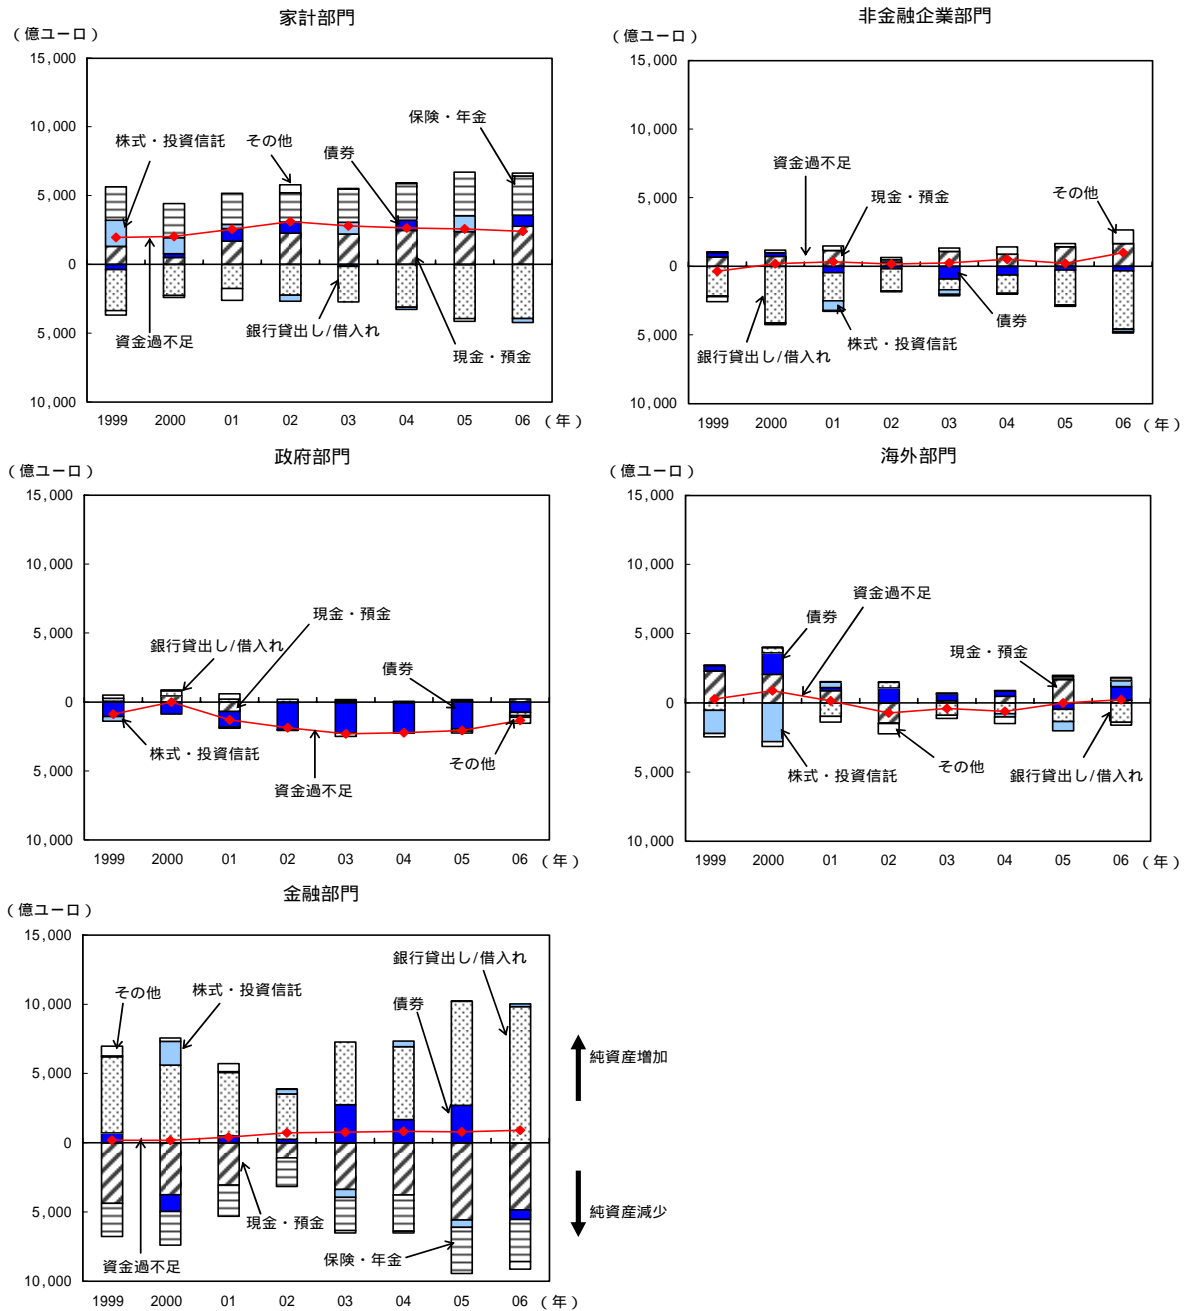 家計部門
（億ユーロ）
15,000
10,000
5,000
0
5,000
10,000
株式・投資信託
その他
債券
保険・年金
資金過不足
銀行貸出し/借入れ
現金・預金
1999 2000 01 02 03 04 05 06 （年）
非金融企業部門
（億ユーロ）
15,000
10,000
5,000
0
5,000
10,000
資金過不足
現金・預金
その他
銀行貸出し/借入れ
株式・投資信託
債券
1999 2000 01 02 03 04 05 06 （年）
政府部門
（億ユーロ）
15,000
10,000
5,000
0
5,000
10,000
銀行貸出し/借入れ
現金・預金
債券
株式・投資信託
資金過不足
その他
1999 2000 01 02 03 04 05 06 （年）
海外部門
（億ユーロ）
15,000
10,000
5,000
0
5,000
10,000
債券
資金過不足
現金・預金
株式・投資信託
その他
銀行貸出し/借入れ
1999 2000 01 02 03 04 05 06 （年）
金融部門
（億ユーロ）
15,000
10,000
5,000
0
5,000
10,000
その他
株式・投資信託
債券
銀行貸出し/借入れ
資金過不足
現金・預金
保険・年金
1999 2000 01 02 03 04 05 06 （年）
純資産増加
純資産減少